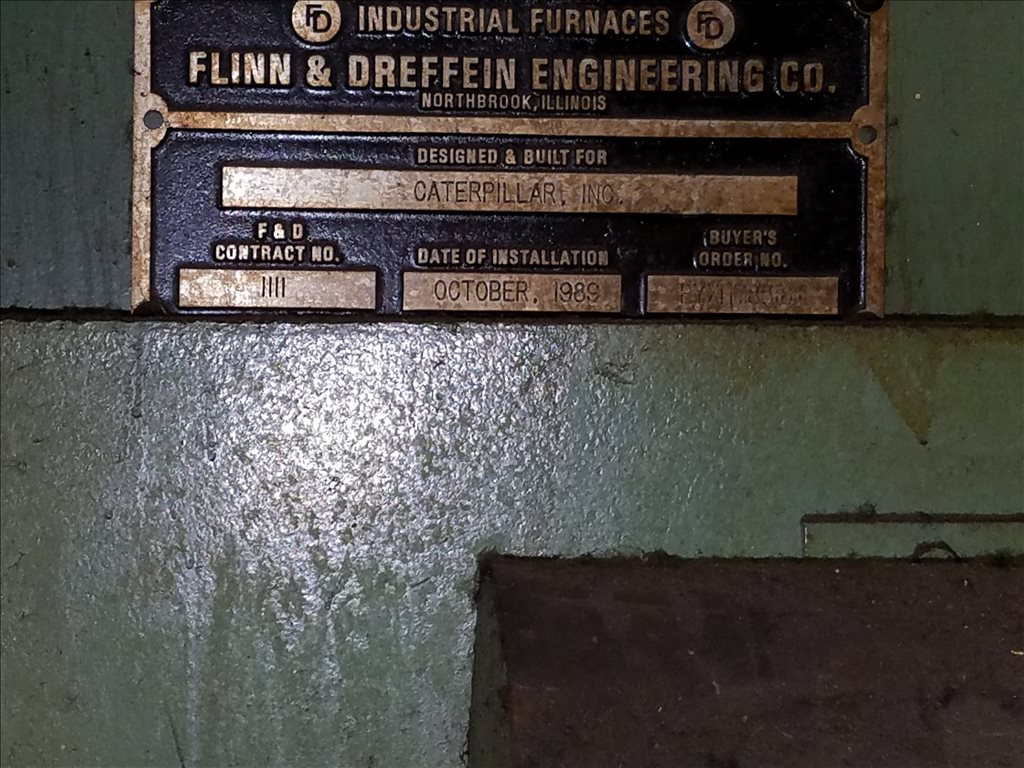 FD INDUSTRIAL FURNACES FD
FLINN & DREFFEIN ENGINEERING CO.
NORTHBROOK, ILLINOIS
DESIGNED & BUILT FOR
CATERPILLAR, INC.
F & D
CONTRACT NO.
1111
DATE OF INSTALLATION
OCTOBER, 1989
BUYER'S
ORDER NO.